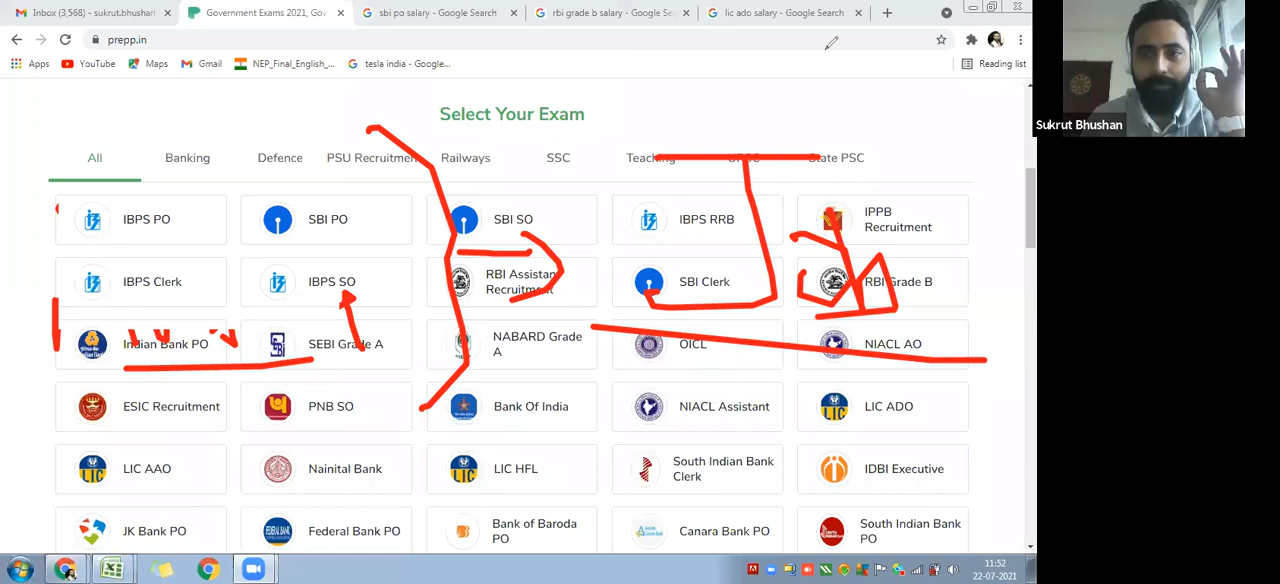 Inbox (3,568) - sukrut.bhushan
Government Exams 2021, Gov
sbi po salary - Google Search
rbi grade b salary - Google Se
lic ado salary - Google Search
prepp.in
Apps YouTube Maps Gmail NEP_Final_English_... tesla india - Google... Reading list
Sukrut Bhushan
Select Your Exam
All Banking Defence PSU Recruitmen Railways SSC Teaching UPSC State PSC
IBPS PO
SBI PO
SBI SO
IBPS RRB
IPPB
Recruitment
IBPS Clerk
IBPS SO
RBI Assistant
Recruitment
SBI Clerk
RBI Grade B
Indian Bank PO
SEBI Grade A
NABARD Grade
A
OICL
NIACL AO
ESIC Recruitment
PNB SO
Bank Of India
NIACL Assistant
LIC ADO
LIC AAO
Nainital Bank
LIC HFL
South Indian Bank
Clerk
IDBI Executive
JK Bank PO
Federal Bank PO
Bank of Baroda
PO
Canara Bank PO
South Indian Bank
PO
11:52
22-07-2021